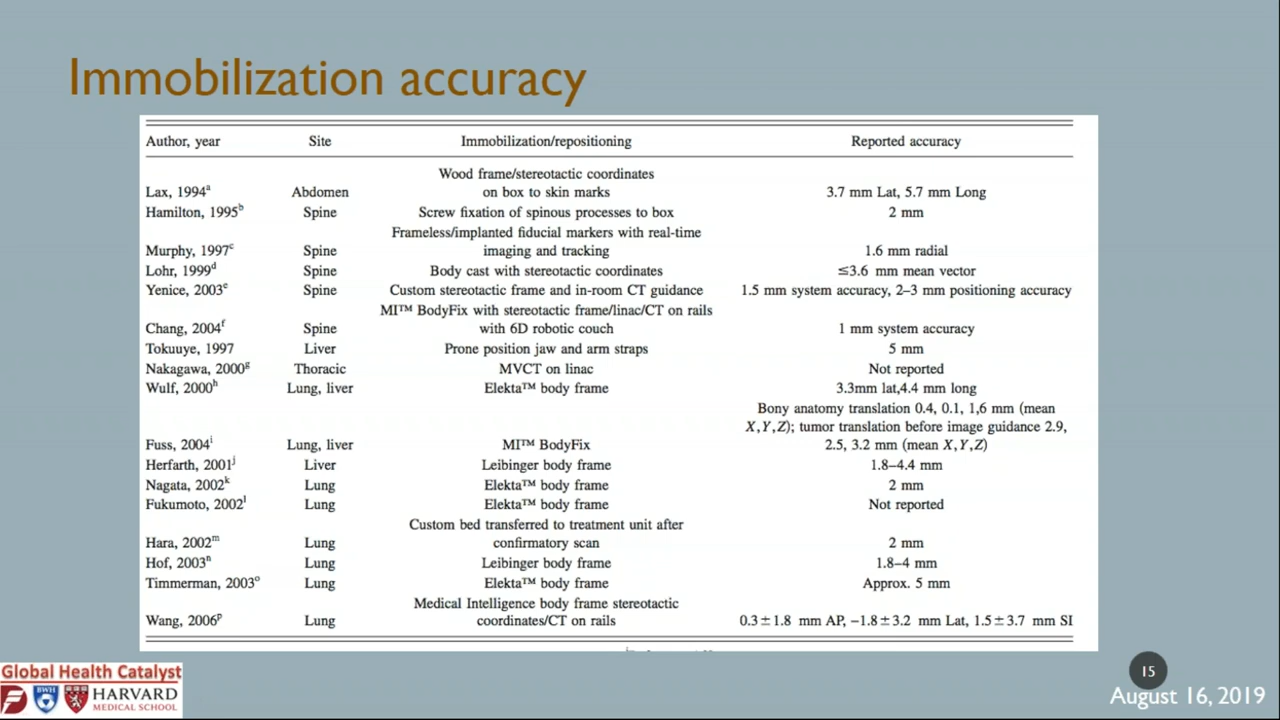 Immobilization accuracy
Author, year Site Immobilization/repositioning Reported accuracy
Wood frame/stereotactic coordinates
Lax, 1994ᵃ Abdomen on box to skin marks 3.7 mm Lat, 5.7 mm Long
Hamilton, 1995ᵇ Spine Screw fixation of spinous processes to box 2 mm
Frameless/implanted fiducial markers with real-time
Murphy, 1997ᶜ Spine imaging and tracking 1.6 mm radial
Lohr, 1999ᵈ Spine Body cast with stereotactic coordinates ≤3.6 mm mean vector
Yenice, 2003ᵉ Spine Custom stereotactic frame and in-room CT guidance 1.5 mm system accuracy, 2–3 mm positioning accuracy
MI™ BodyFix with stereotactic frame/linac/CT on rails
Chang, 2004ᶠ Spine with 6D robotic couch 1 mm system accuracy
Tokuuye, 1997 Liver Prone position jaw and arm straps 5 mm
Nakagawa, 2000ᵍ Thoracic MVCT on linac Not reported
Wulf, 2000ʰ Lung, liver Elekta™ body frame 3.3mm lat,4.4 mm long
Bony anatomy translation 0.4, 0.1, 1,6 mm (mean
X,Y,Z); tumor translation before image guidance 2.9,
Fuss, 2004ⁱ Lung, liver MI™ BodyFix 2.5, 3.2 mm (mean X,Y,Z)
Herfarth, 2001ʲ Liver Leibinger body frame 1.8–4.4 mm
Nagata, 2002ᵏ Lung Elekta™ body frame 2 mm
Fukumoto, 2002ˡ Lung Elekta™ body frame Not reported
Custom bed transferred to treatment unit after
Hara, 2002ᵐ Lung confirmatory scan 2 mm
Hof, 2003ⁿ Lung Leibinger body frame 1.8–4 mm
Timmerman, 2003ᵒ Lung Elekta™ body frame Approx. 5 mm
Medical Intelligence body frame stereotactic
Wang, 2006ᵖ Lung coordinates/CT on rails 0.3±1.8 mm AP, −1.8±3.2 mm Lat, 1.5±3.7 mm SI
15
August 16, 2019
Global Health Catalyst
BWH
HARVARD
MEDICAL SCHOOL